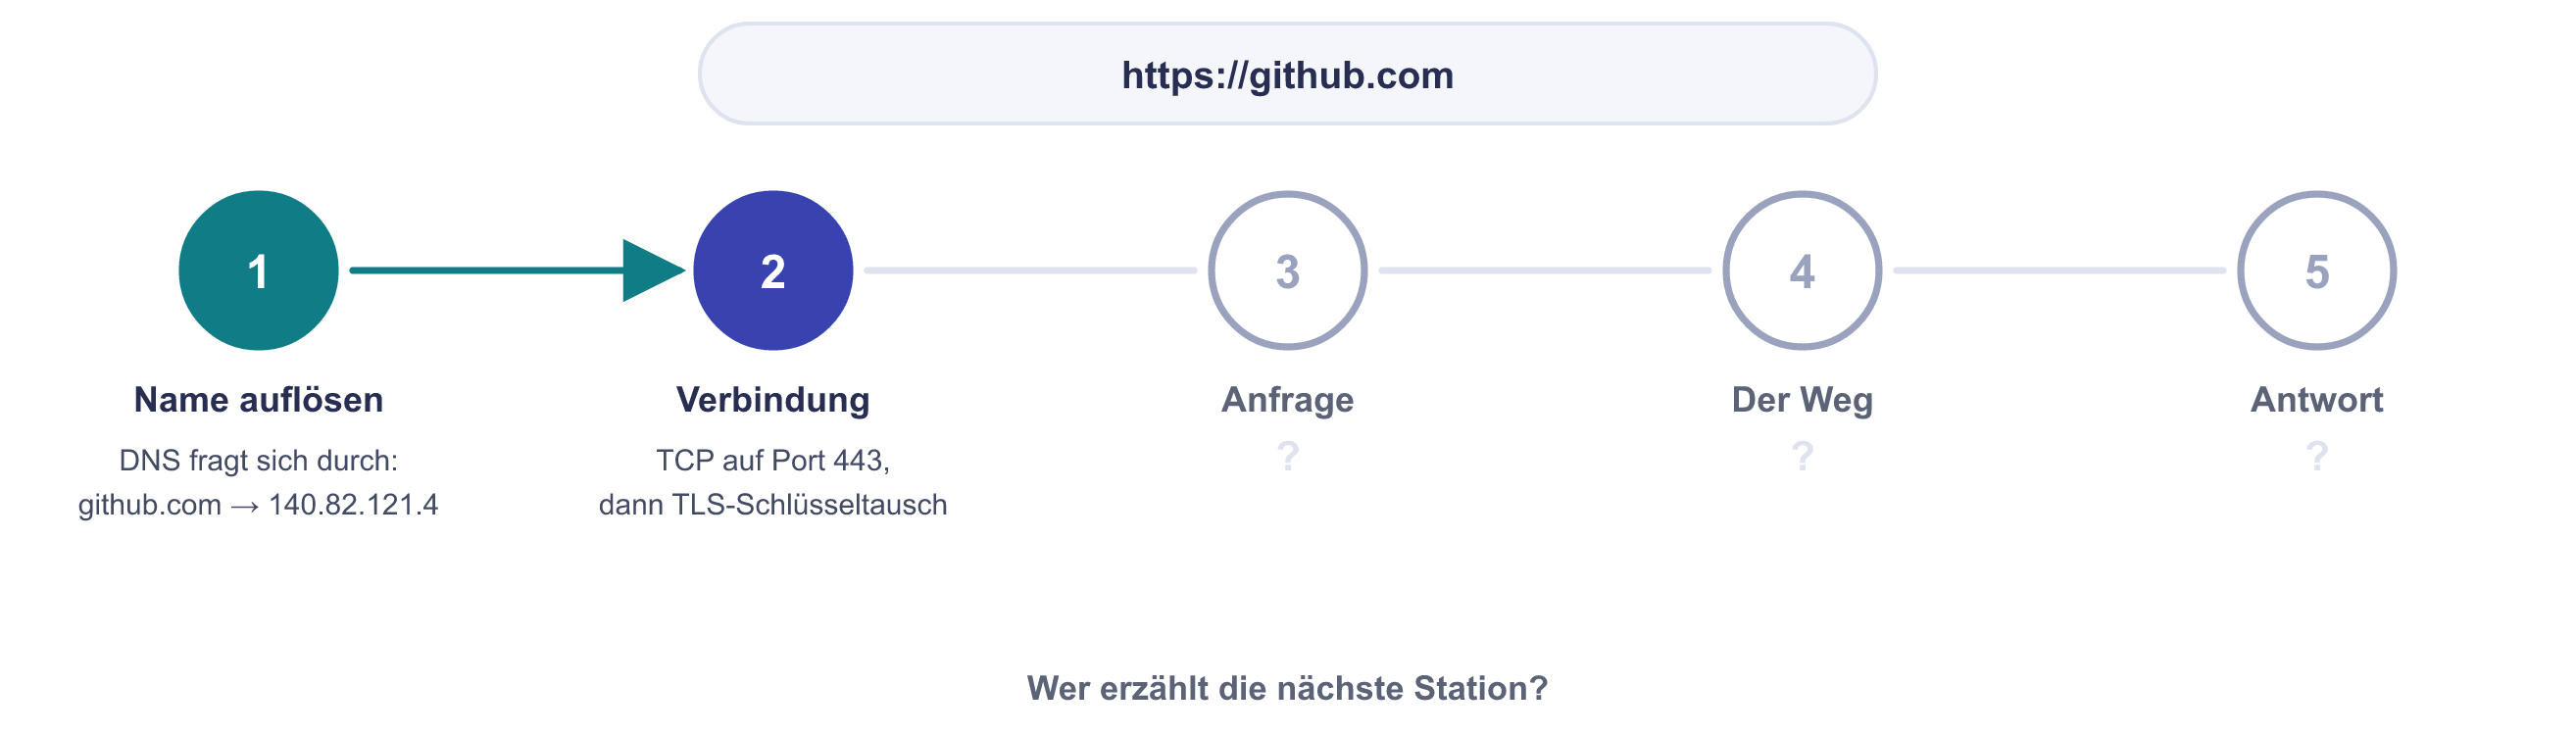 https://github.com
1
2
3
4
5
Name auflösen
Verbindung
Anfrage
Der Weg
Antwort
DNS fragt sich durch:
github.com → 140.82.121.4
TCP auf Port 443,
dann TLS-Schlüsseltausch
?
?
?
Wer erzählt die nächste Station?